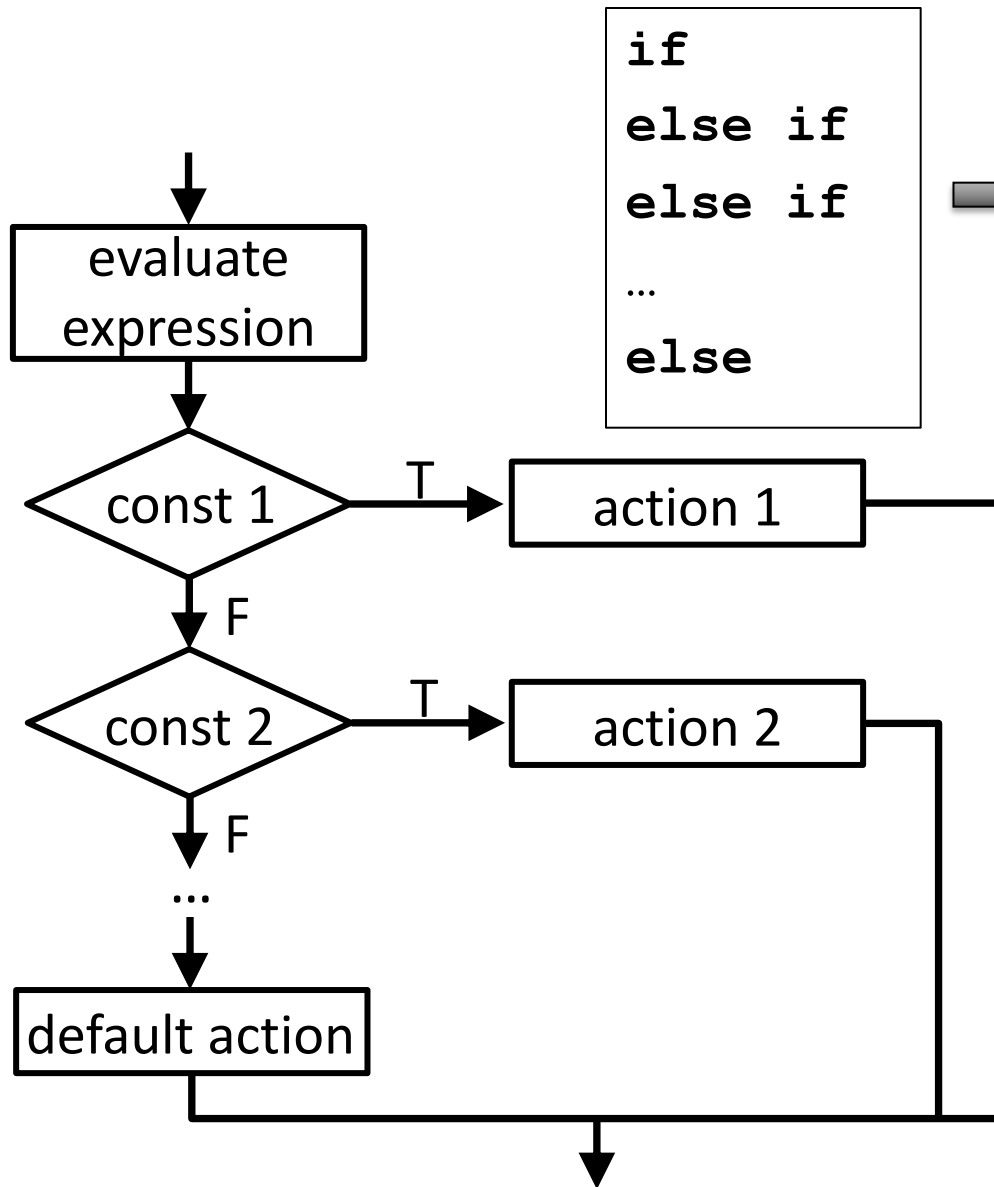 if
else if
else if
…
else
evaluate
expression
const 1
T
action 1
F
const 2
T
action 2
F
…
default action